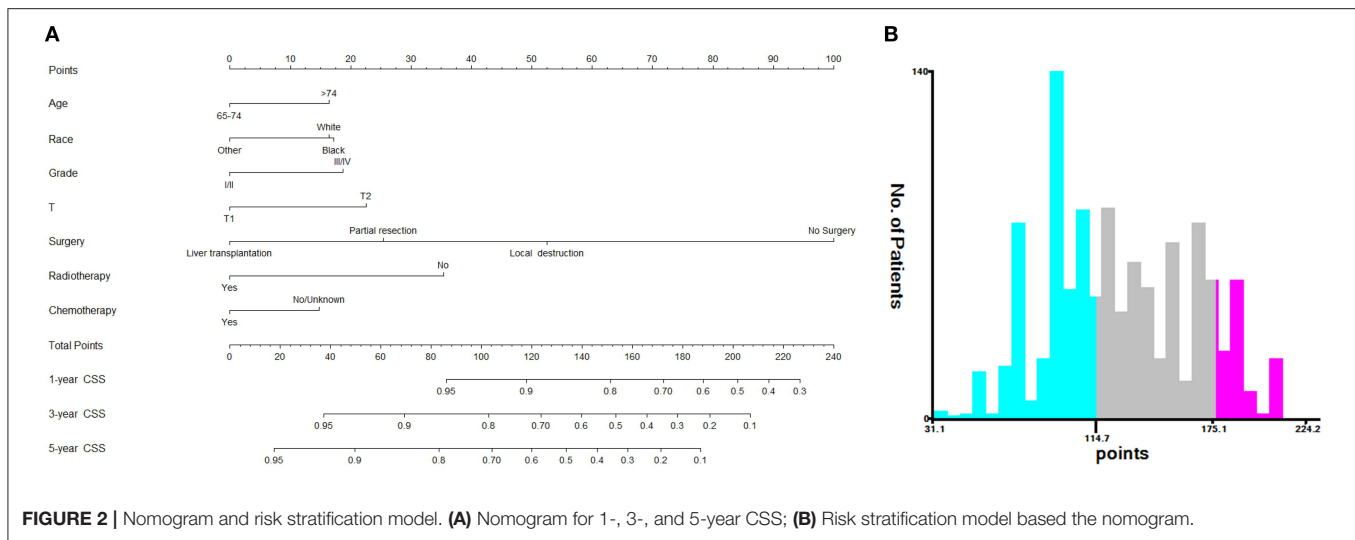 A
B
0 10 20 30 40 50 60 70 80 90 100
Points
>74
Age
65-74
White
Race
Other Black
III/IV
Grade
I/II
T2
T
T1
Partial resection No Surgery
Surgery
Liver transplantation Local destruction
No
Radiotherapy
Yes
No/Unknown
Chemotherapy
Yes
Total Points
0 20 40 60 80 100 120 140 160 180 200 220 240
1-year CSS
0.95 0.9 0.8 0.70 0.6 0.5 0.4 0.3
3-year CSS
0.95 0.9 0.8 0.70 0.6 0.5 0.4 0.3 0.2 0.1
5-year CSS
0.95 0.9 0.8 0.70 0.6 0.5 0.4 0.3 0.2 0.1
140
No. of Patients
0
31.1 114.7 175.1 224.2
points
FIGURE 2 | Nomogram and risk stratification model. (A) Nomogram for 1-, 3-, and 5-year CSS; (B) Risk stratification model based the nomogram.